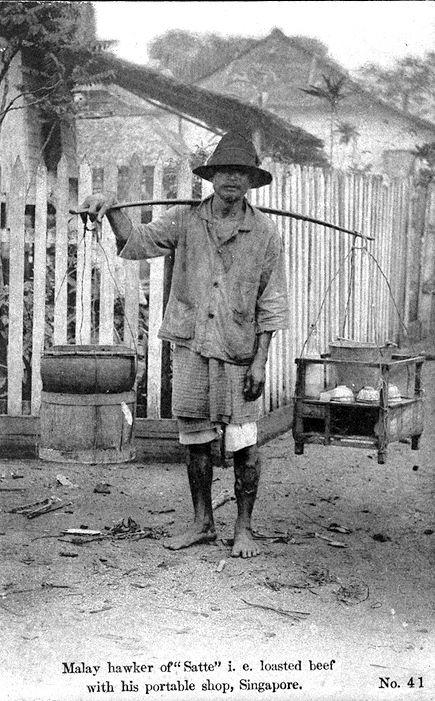 Malay hawker of "Satte" i. e. loasted beef
with his portable shop, Singapore.
No. 41